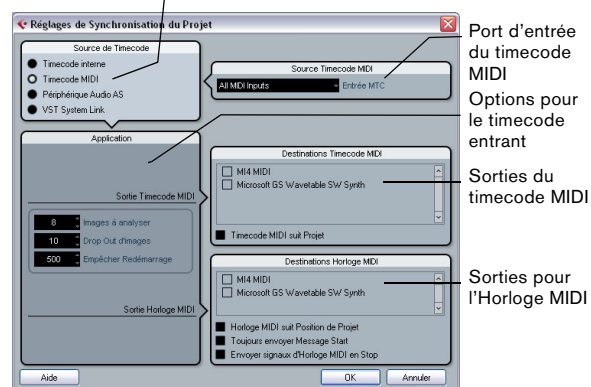 Réglages de Synchronisation du Projet
Source de Timecode
Timecode interne
Timecode MIDI
Périphérique Audio AS
VST System Link
Source Timecode MIDI
All MIDI Inputs
Entrée MTC
Application
Sortie Timecode MIDI
8 Images à analyser
10 Drop Out d'images
500 Empêcher Redémarrage
Sortie Horloge MIDI
Destinations Timecode MIDI
MI4 MIDI
Microsoft GS Wavetable SW Synth
Timecode MIDI suit Projet
Destinations Horloge MIDI
MI4 MIDI
Microsoft GS Wavetable SW Synth
Horloge MIDI suit Position de Projet
Toujours envoyer Message Start
Envoyer signaux d'Horloge MIDI en Stop
Aide
OK
Annuler
Port d'entrée
du timecode
MIDI
Options pour
le timecode
entrant
Sorties du
timecode MIDI
Sorties pour
l'Horloge MIDI